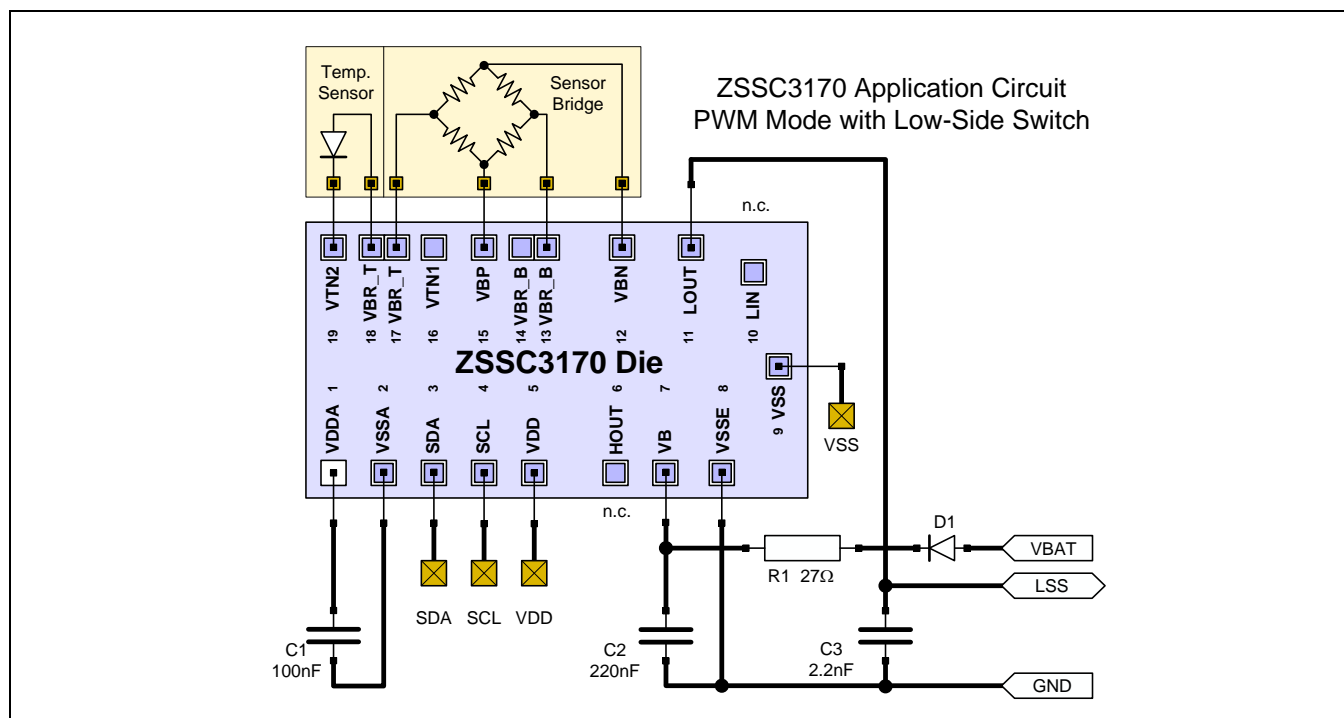 Temp.
Sensor
Sensor
Bridge
ZSSC3170 Application Circuit
PWM Mode with Low-Side Switch
n.c.
VTN2
VBR_T
VBR_T
VTN1
VBP
VBR_B
VBR_B
VBN
LOUT
LIN
19
18
17
16
15
14
13
12
11
10
ZSSC3170 Die
1
2
3
4
5
6
7
8
9
VDDA
VSSA
SDA
SCL
VDD
HOUT
VB
VSSE
VSS
VSS
n.c.
D1
VBAT
R1 27Ω
LSS
SDA
SCL
VDD
C1
100nF
C2
220nF
C3
2.2nF
GND